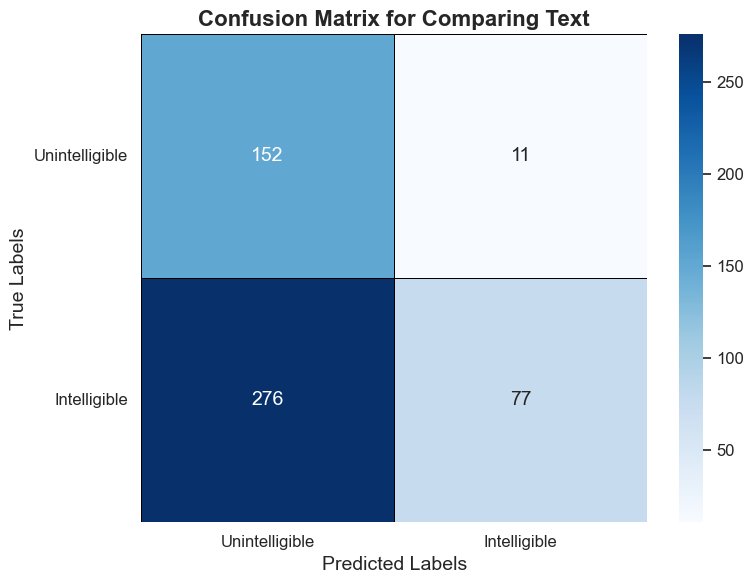 Confusion Matrix for Comparing Text
Unintelligible
152
11
Intelligible
276
77
True Labels
Unintelligible
Intelligible
Predicted Labels
250
200
150
100
50